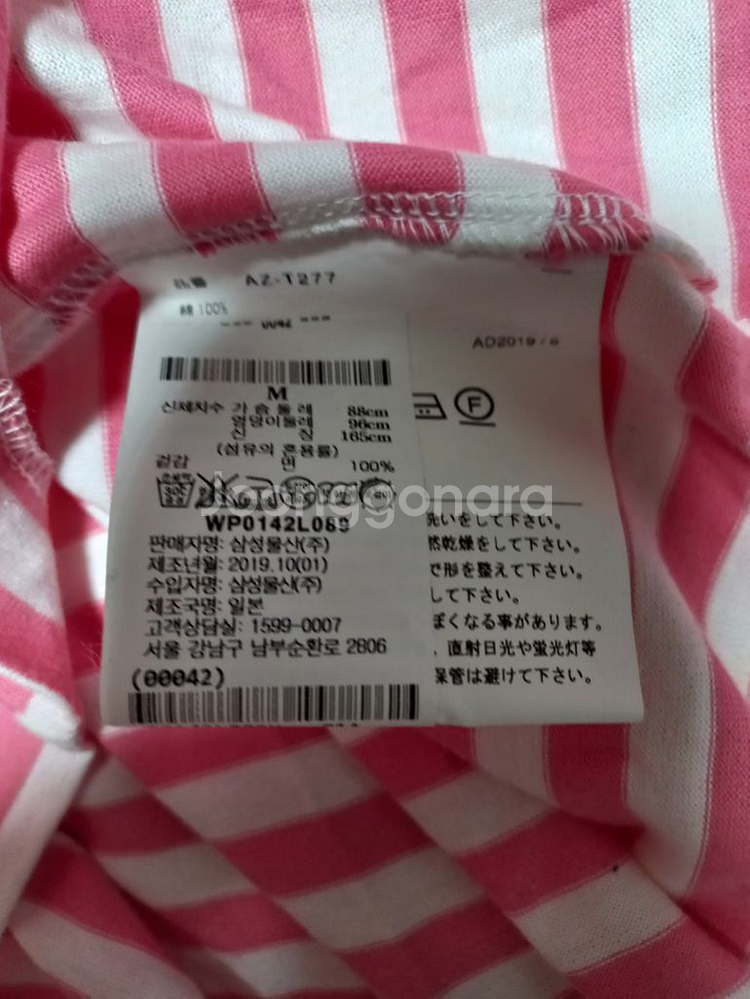 品番 AZ-T277
綿 100%
--- 0042 ---
AD2019 / 8
M
신체치수 가 슴 둘 레 88cm
엉덩이둘레 96cm
신 장 165cm
(섬유의 혼용률)
겉감 면 100%
F
Joonggonara
WP0142L089
판매자명: 삼성물산(주)
제조년월: 2019.10(01)
수입자명: 삼성물산(주)
제조국명: 일본
고객상담실: 1599-0007
서울 강남구 남부순환로 2806
(00042)
洗いをして下さい。
然乾燥をして下さい。
で形を整えて下さい。
して下さい。
ぽくなる事があります。
、直射日光や蛍光灯等
保管は避けて下さい。